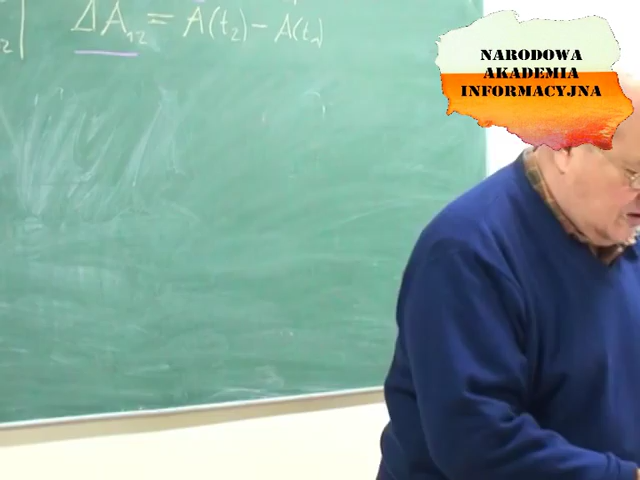 ΔA₁₂ = A(t₂) - A(t₁)
NARODOWA
AKADEMIA
INFORMACYJNA